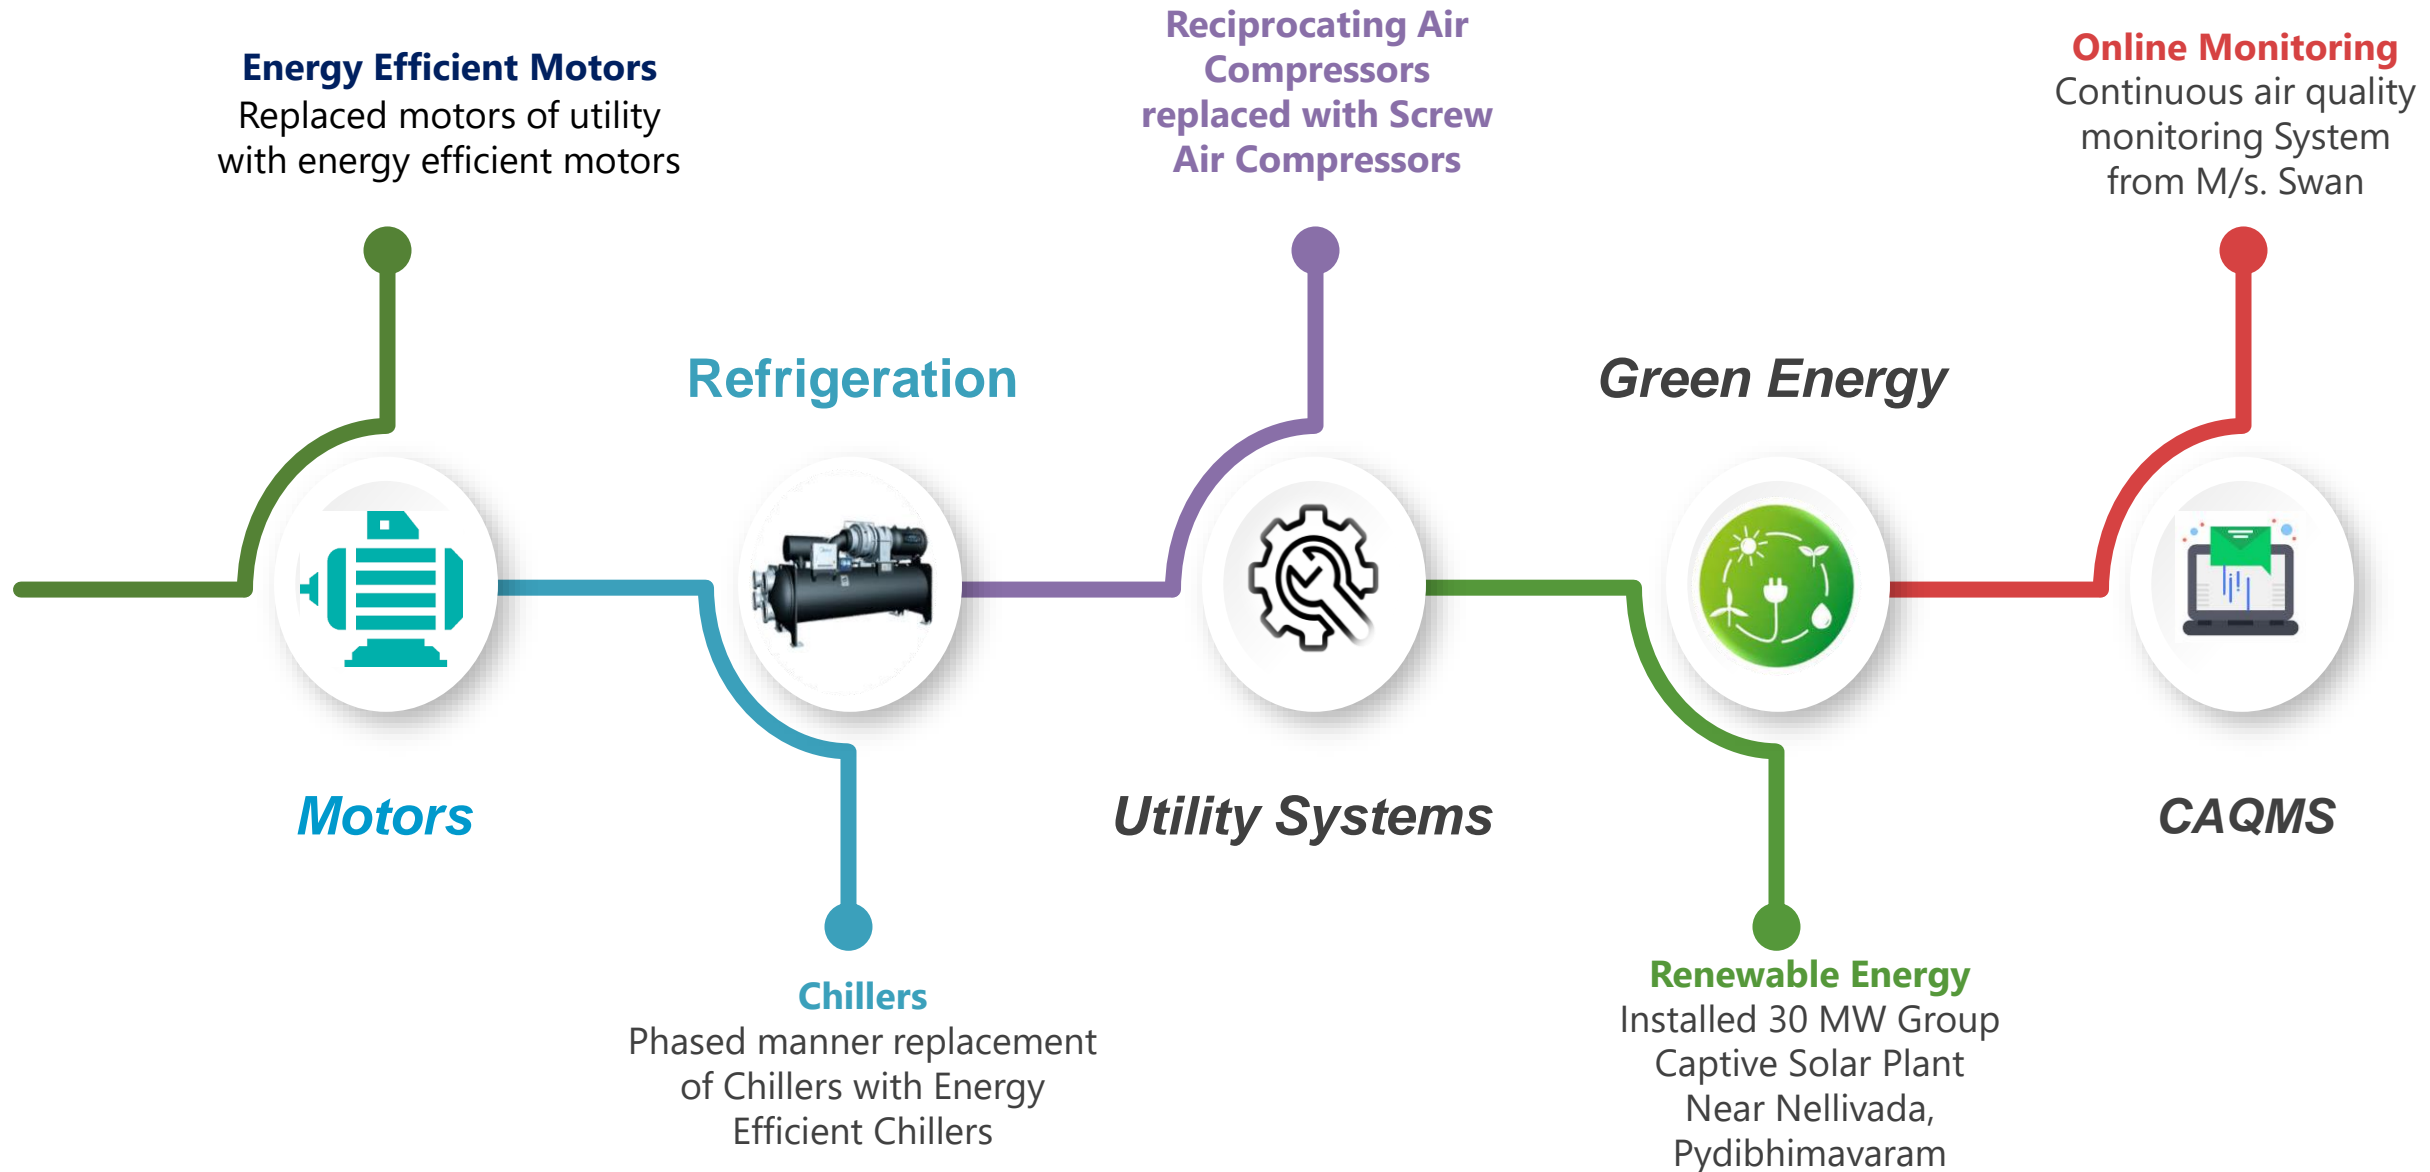 Energy Efficient Motors
Replaced motors of utility
with energy efficient motors
Motors
Refrigeration
Chillers
Phased manner replacement
of Chillers with Energy
Efficient Chillers
Reciprocating Air
Compressors
replaced with Screw
Air Compressors
Utility Systems
Green Energy
Renewable Energy
Installed 30 MW Group
Captive Solar Plant
Near Nellivada,
Pydibhimavaram
Online Monitoring
Continuous air quality
monitoring System
from M/s. Swan
CAQMS